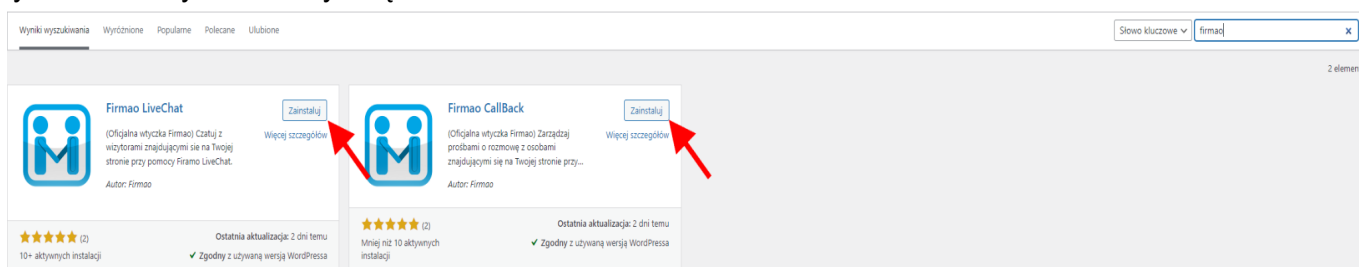 Wyniki wyszukiwania Wyróżnione Popularne Polecane Ulubione Słowo kluczowe firmao x
2 elemen
Firmao LiveChat Zainstaluj
(Oficjalna wtyczka Firmao) Czatuj z Więcej szczegółów
wizytorami znajdującymi sie na Twojej
stronie przy pomocy Firamo LiveChat.
Autor: Firmao
(2) Ostatnia aktualizacja: 2 dni temu
10+ aktywnych instalacji Zgodny z używaną wersją WordPressa
Firmao CallBack Zainstaluj
(Oficjalna wtyczka Firmao) Zarządzaj Więcej szczegółów
prośbami o rozmowę z osobami
znajdującymi się na Twojej stronie przy...
Autor: Firmao
(2) Ostatnia aktualizacja: 2 dni temu
Mniej niż 10 aktywnych Zgodny z używaną wersją WordPressa
instalacji